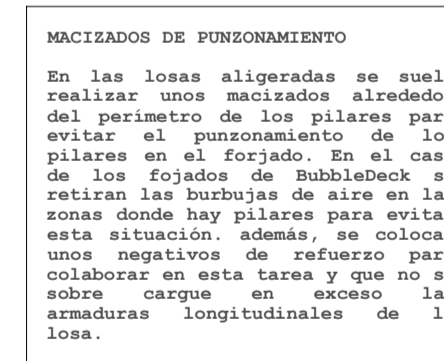 MACIZADOS DE PUNZONAMIENTO
En las losas aligeradas se suel
realizar unos macizados alrededo
del perímetro de los pilares par
evitar el punzonamiento de lo
pilares en el forjado. En el cas
de los fojados de BubbleDeck s
retiran las burbujas de aire en la
zonas donde hay pilares para evita
esta situación. además, se coloca
unos negativos de refuerzo par
colaborar en esta tarea y que no s
sobre cargue en exceso la
armaduras longitudinales de l
losa.